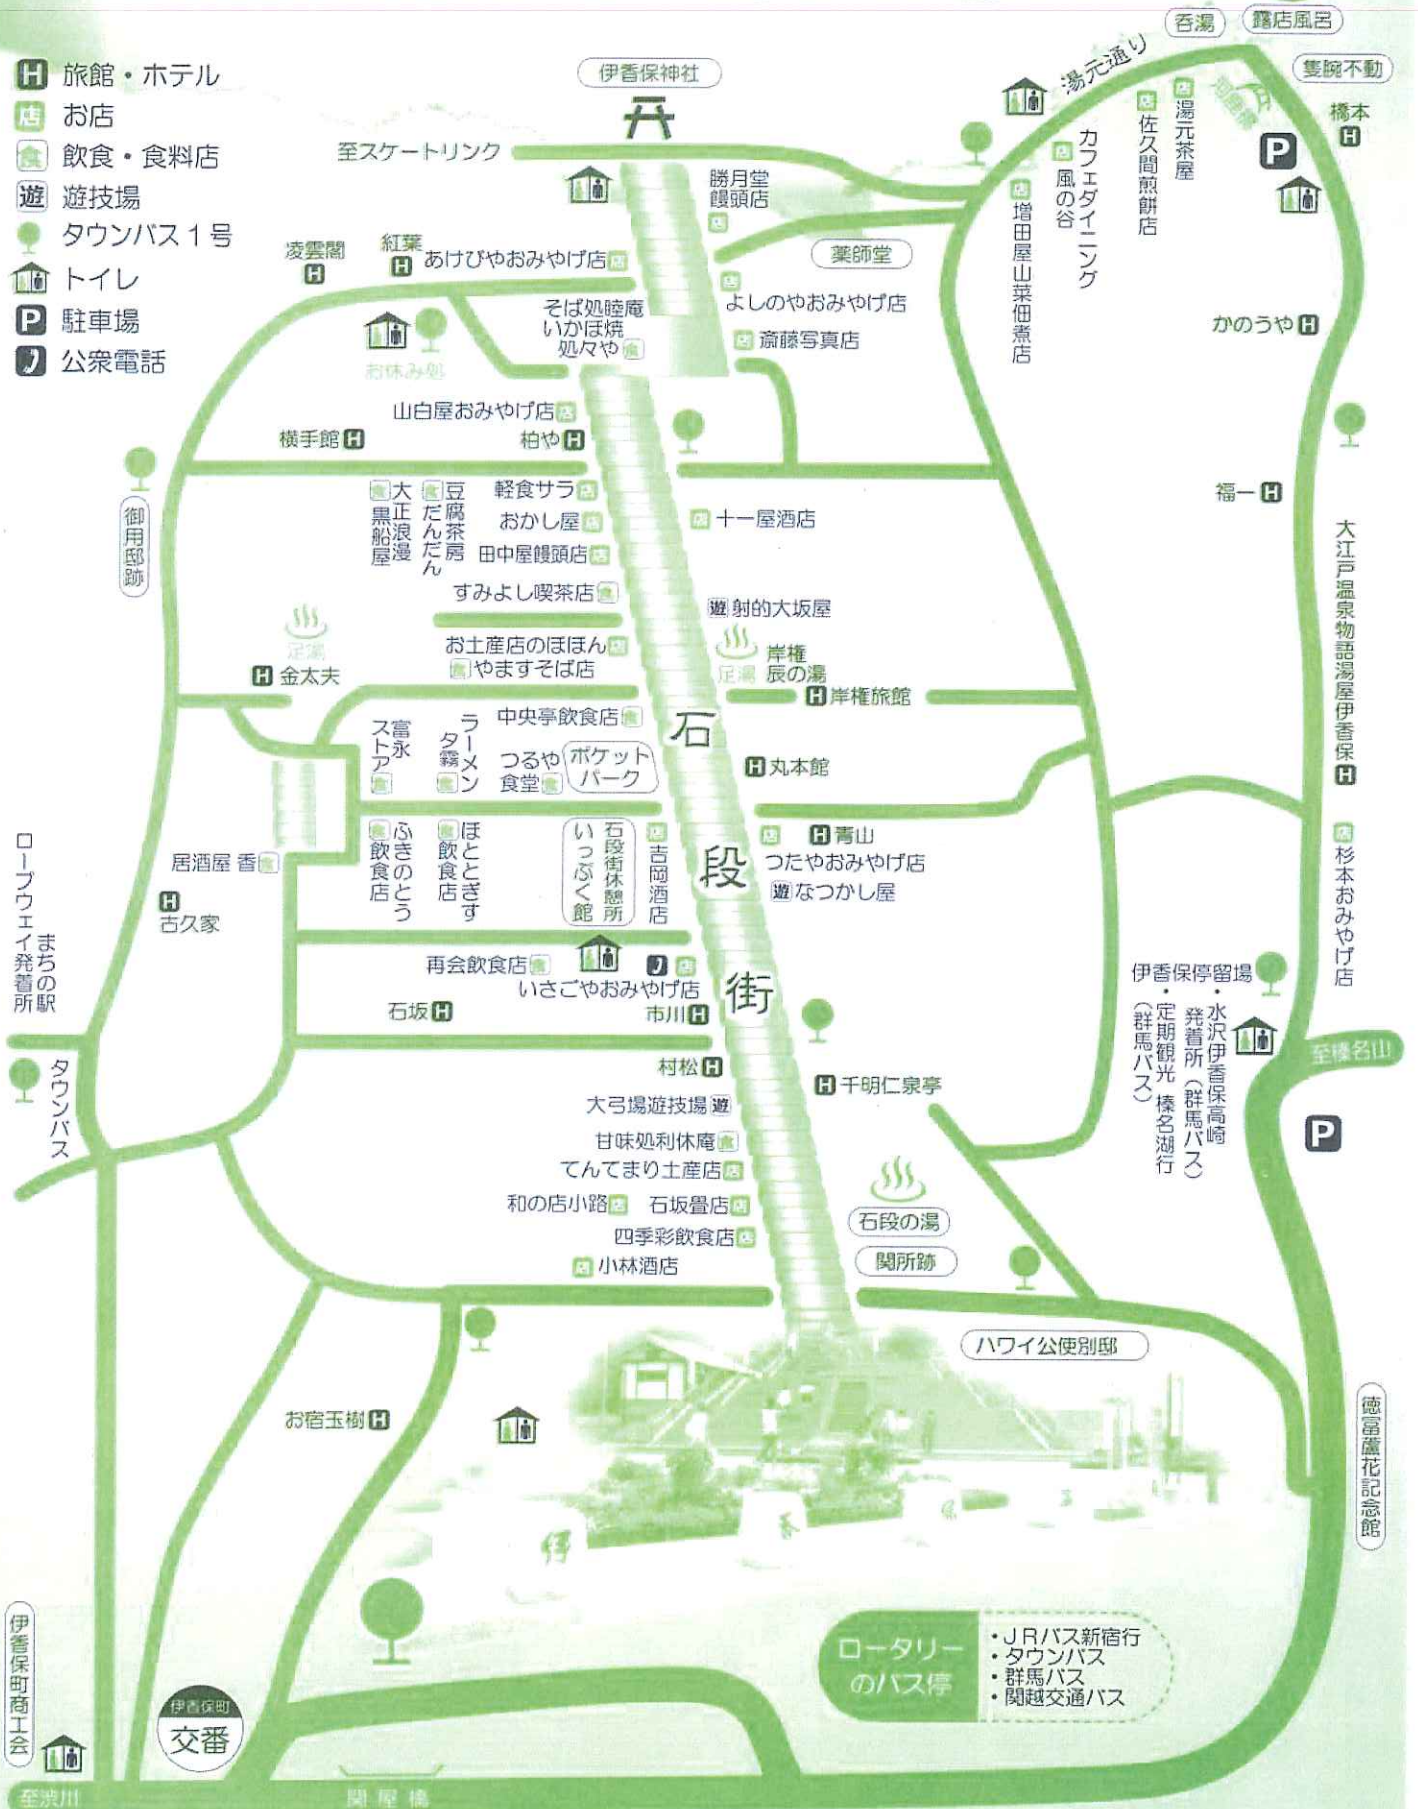 呑湯
露店風呂
隻腕不動
湯元通り
橋本 H
湯元茶屋
佐久間煎餅店
カフェダイニング
風の谷
増田屋山菜佃煮店
P
H 旅館・ホテル
店 お店
食 飲食・食料店
遊 遊技場
タウンバス1号
トイレ
P 駐車場
公衆電話
伊香保神社
至スケートリンク
勝月堂
饅頭店
薬師堂
よしのやおみやげ店
斎藤写真店
凌雲閣 H
紅葉 H
あけびやおみやげ店
そば処睦庵
いかほ焼
処々や
お休み処
かのうや H
福一 H
大江戸温泉物語湯屋伊香保 H
山白屋おみやげ店
横手館 H
柏や H
御用邸跡
大正浪漫
黒船屋
豆腐茶房
だんだん
軽食サラ
おかし屋
田中屋饅頭店
すみよし喫茶店
十一屋酒店
遊 射的大坂屋
足湯
H 金太夫
お土産店のほほん
やますそば店
足湯
岸権
辰の湯
H 岸権旅館
富永
ストア
ラーメン
夕霧
中央亭飲食店
つるや
食堂
ポケット
パーク
H 丸本館
石段街
居酒屋 香
H
古久家
ふきのとう
飲食店
ほととぎす
飲食店
石段街休憩所
いっぷく館
吉岡酒店
H 青山
つたやおみやげ店
遊 なつかし屋
杉本おみやげ店
まちの駅
ロープウェイ発着所
タウンバス
再会飲食店
いさごやおみやげ店
石坂 H
市川 H
村松 H
H 千明仁泉亭
伊香保停留場
・水沢伊香保高崎
発着所(群馬バス)
・定期観光 榛名湖行
(群馬バス)
至榛名山
P
大弓場遊技場 遊
甘味処利休庵
てんてまり土産店
和の店小路
石坂畳店
四季彩飲食店
小林酒店
石段の湯
関所跡
ハワイ公使別邸
お宿玉樹 H
徳冨蘆花記念館
ロータリー
のバス停
・JRバス新宿行
・タウンバス
・群馬バス
・関越交通バス
伊香保町商工会
伊香保町
交番
至渋川
関屋橋